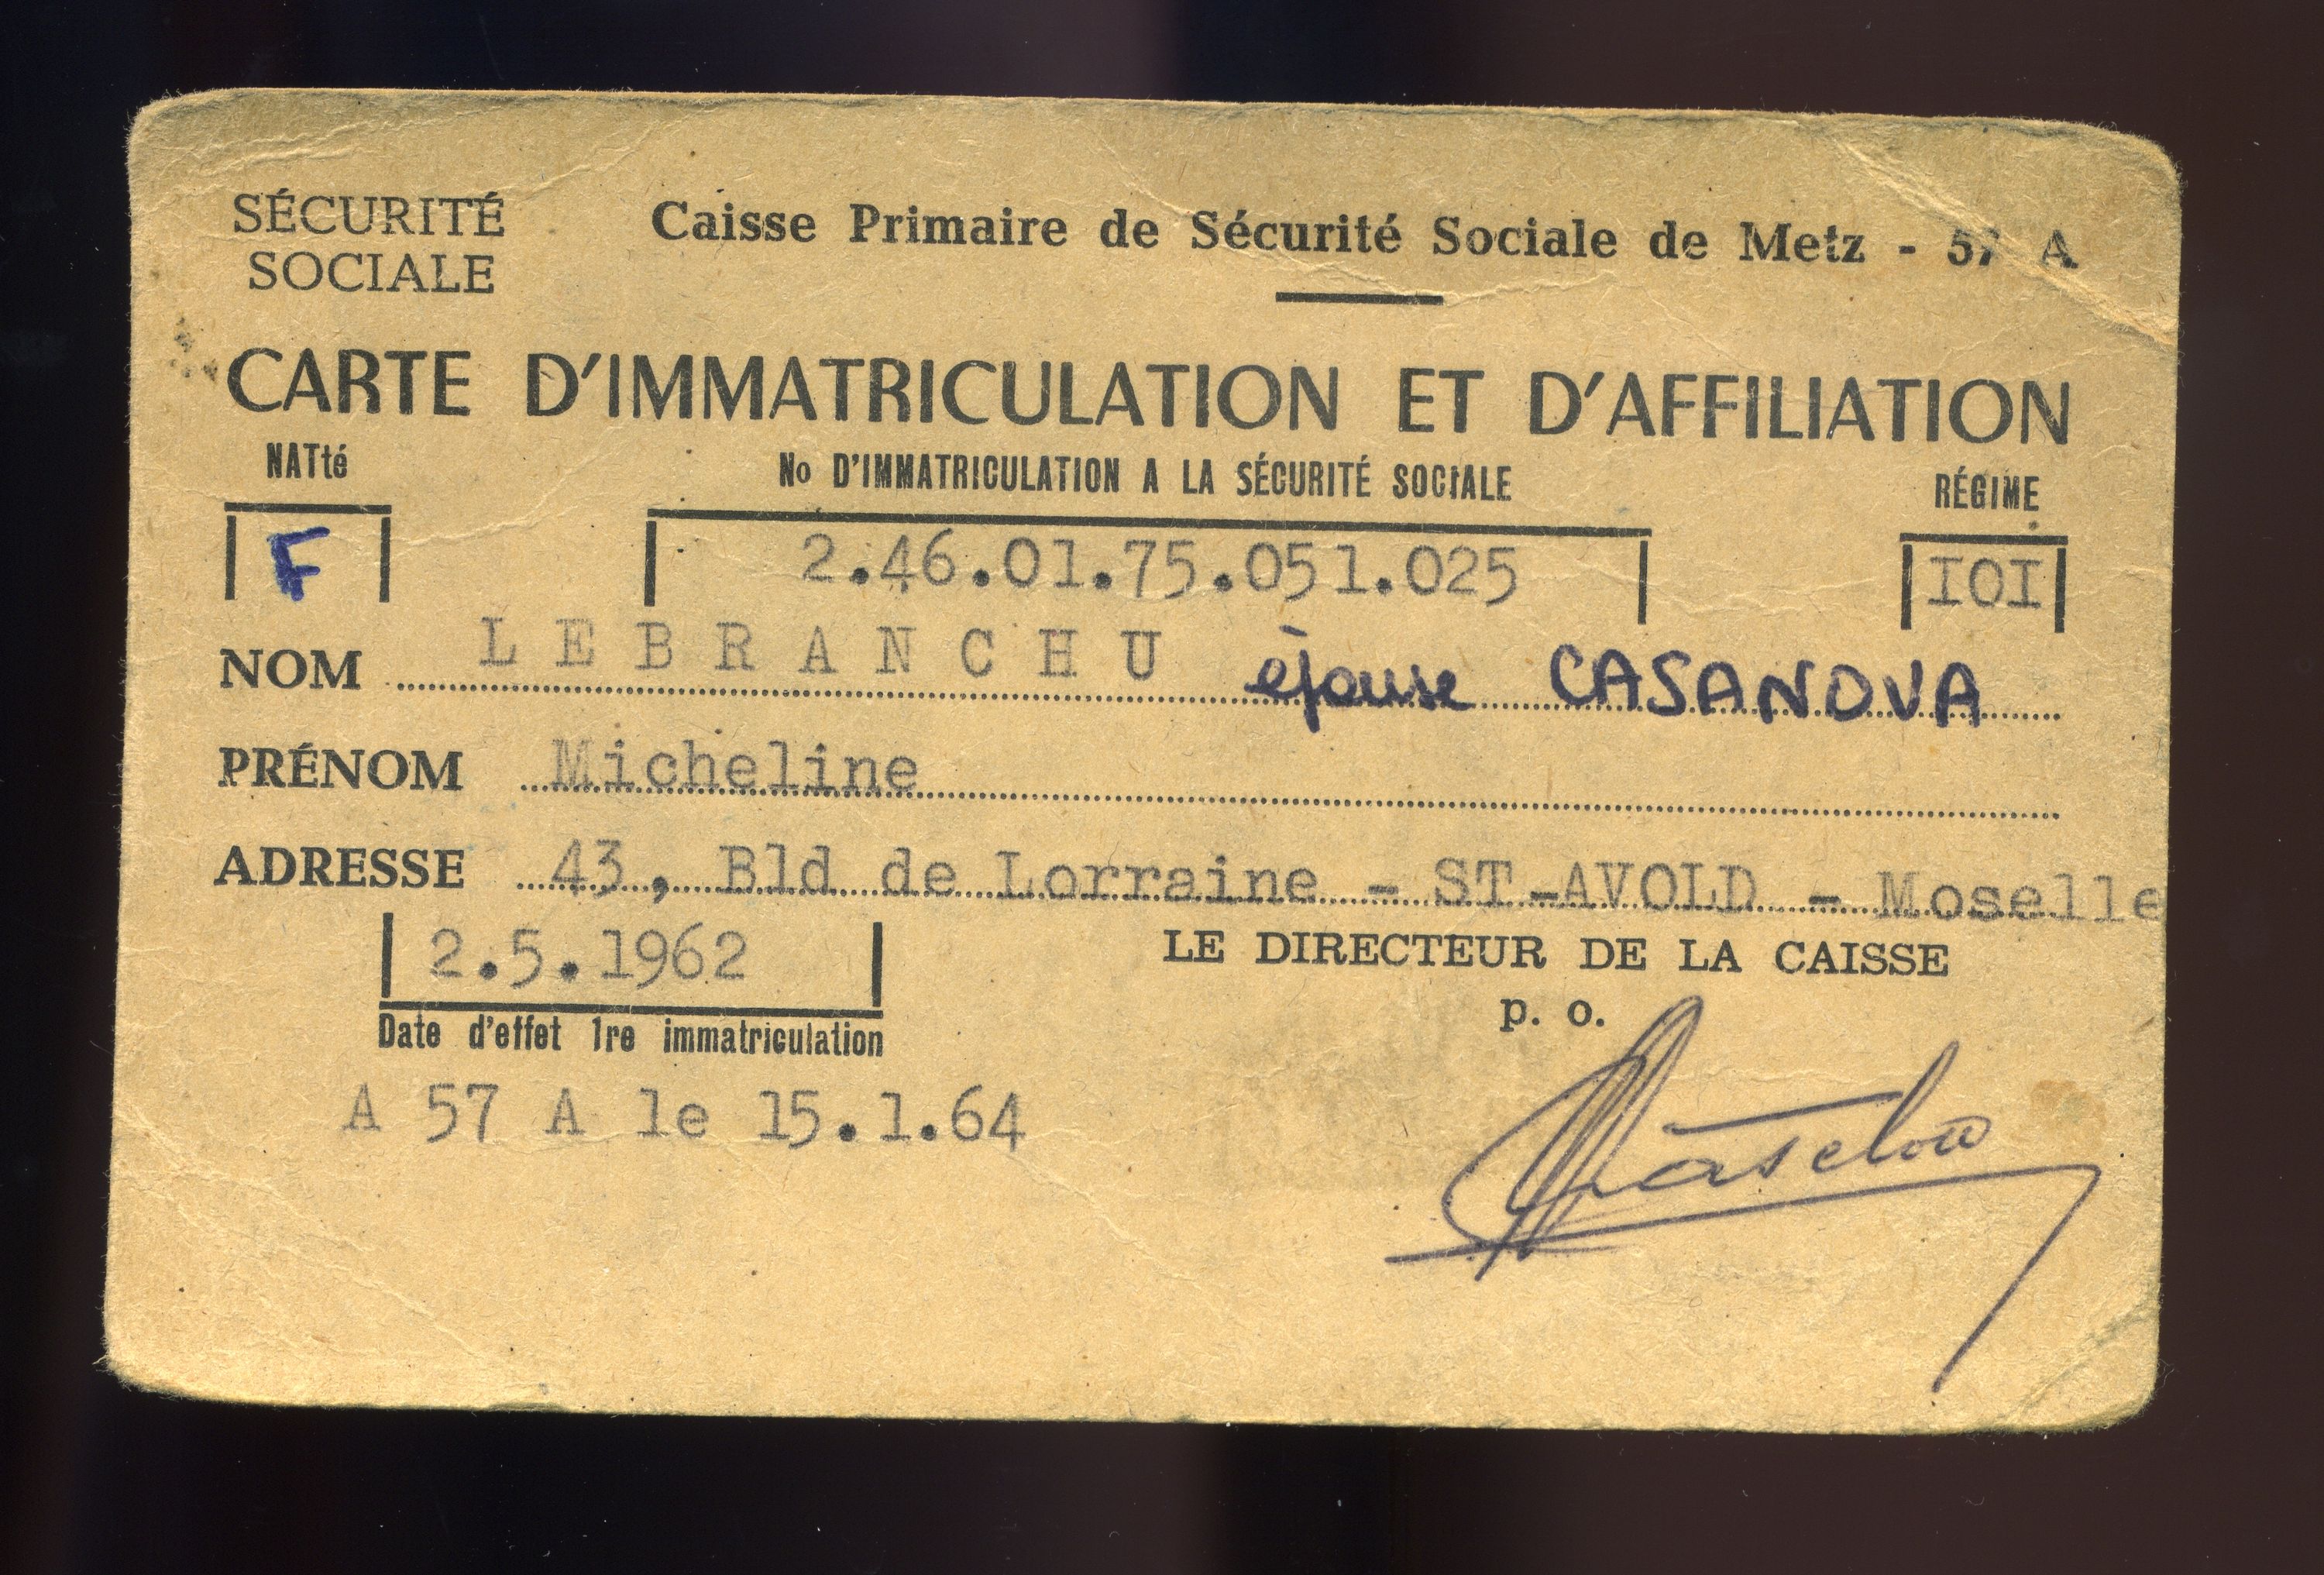 SÉCURITÉ
SOCIALE
Caisse Primaire de Sécurité Sociale de Metz - 57 A
CARTE D'IMMATRICULATION ET D'AFFILIATION
NATté
No D'IMMATRICULATION A LA SÉCURITÉ SOCIALE
RÉGIME
F
2.46.01.75.051.025
IOI
NOM LEBRANCHU épouse CASANOVA
PRÉNOM Micheline
ADRESSE 43, Bld de Lorraine - ST-AVOLD - Moselle
2.5.1962
Date d'effet 1re immatriculation
LE DIRECTEUR DE LA CAISSE
p. o.
A 57 A le 15.1.64